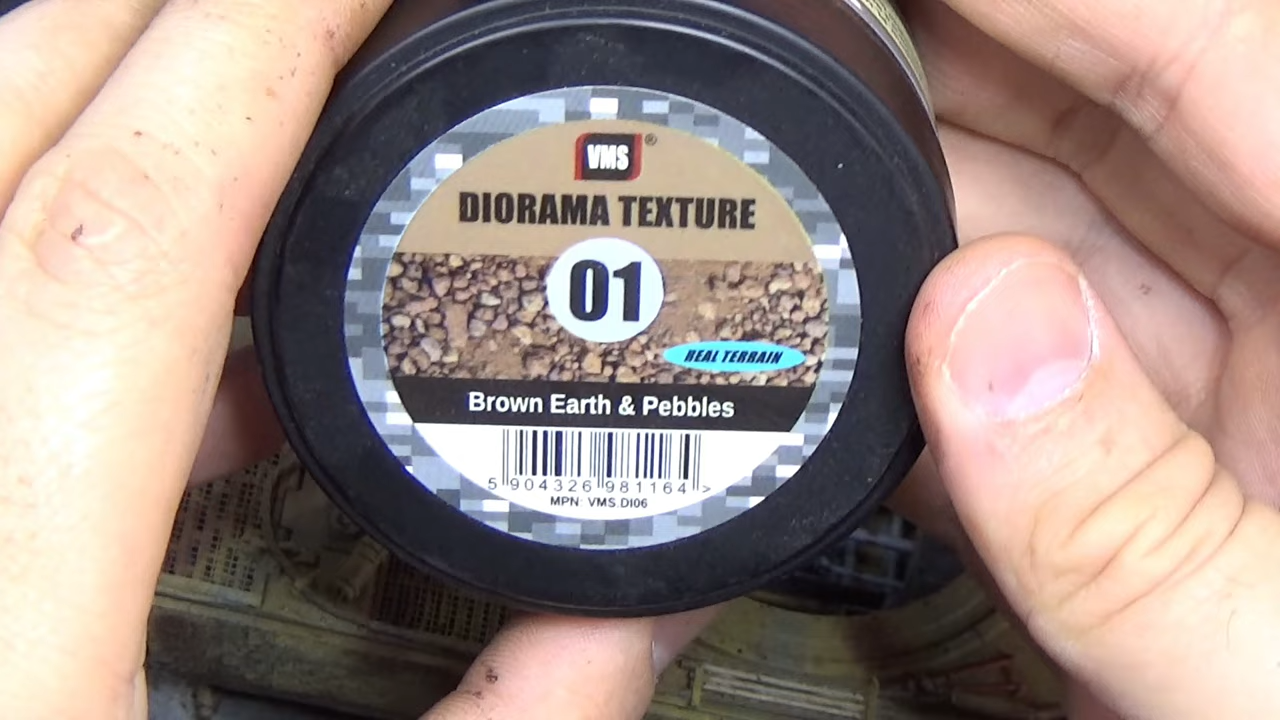 VMS®
DIORAMA TEXTURE
01
REAL TERRAIN
Brown Earth & Pebbles
5 904326 981164 >
MPN: VMS.DI06